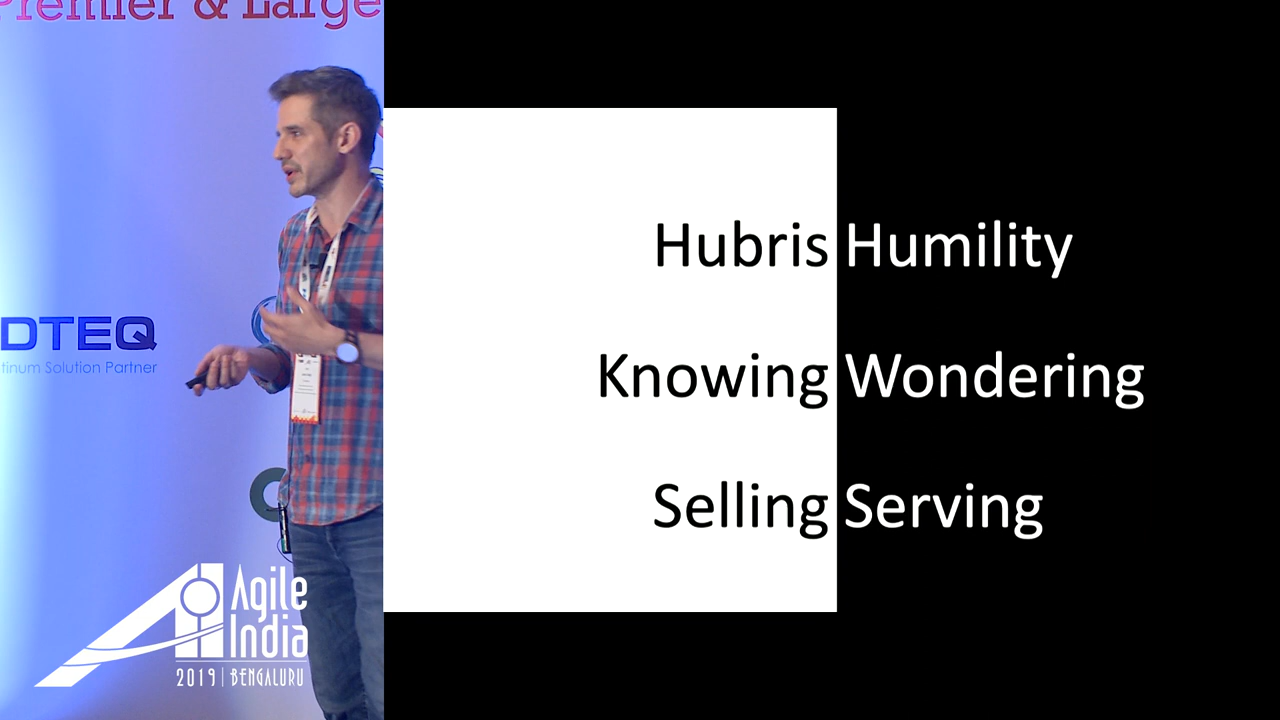 Premier & Large
DTEQ
tinum Solution Partner
Agile
India
2019 | BENGALURU
Hubris Humility
Knowing Wondering
Selling Serving